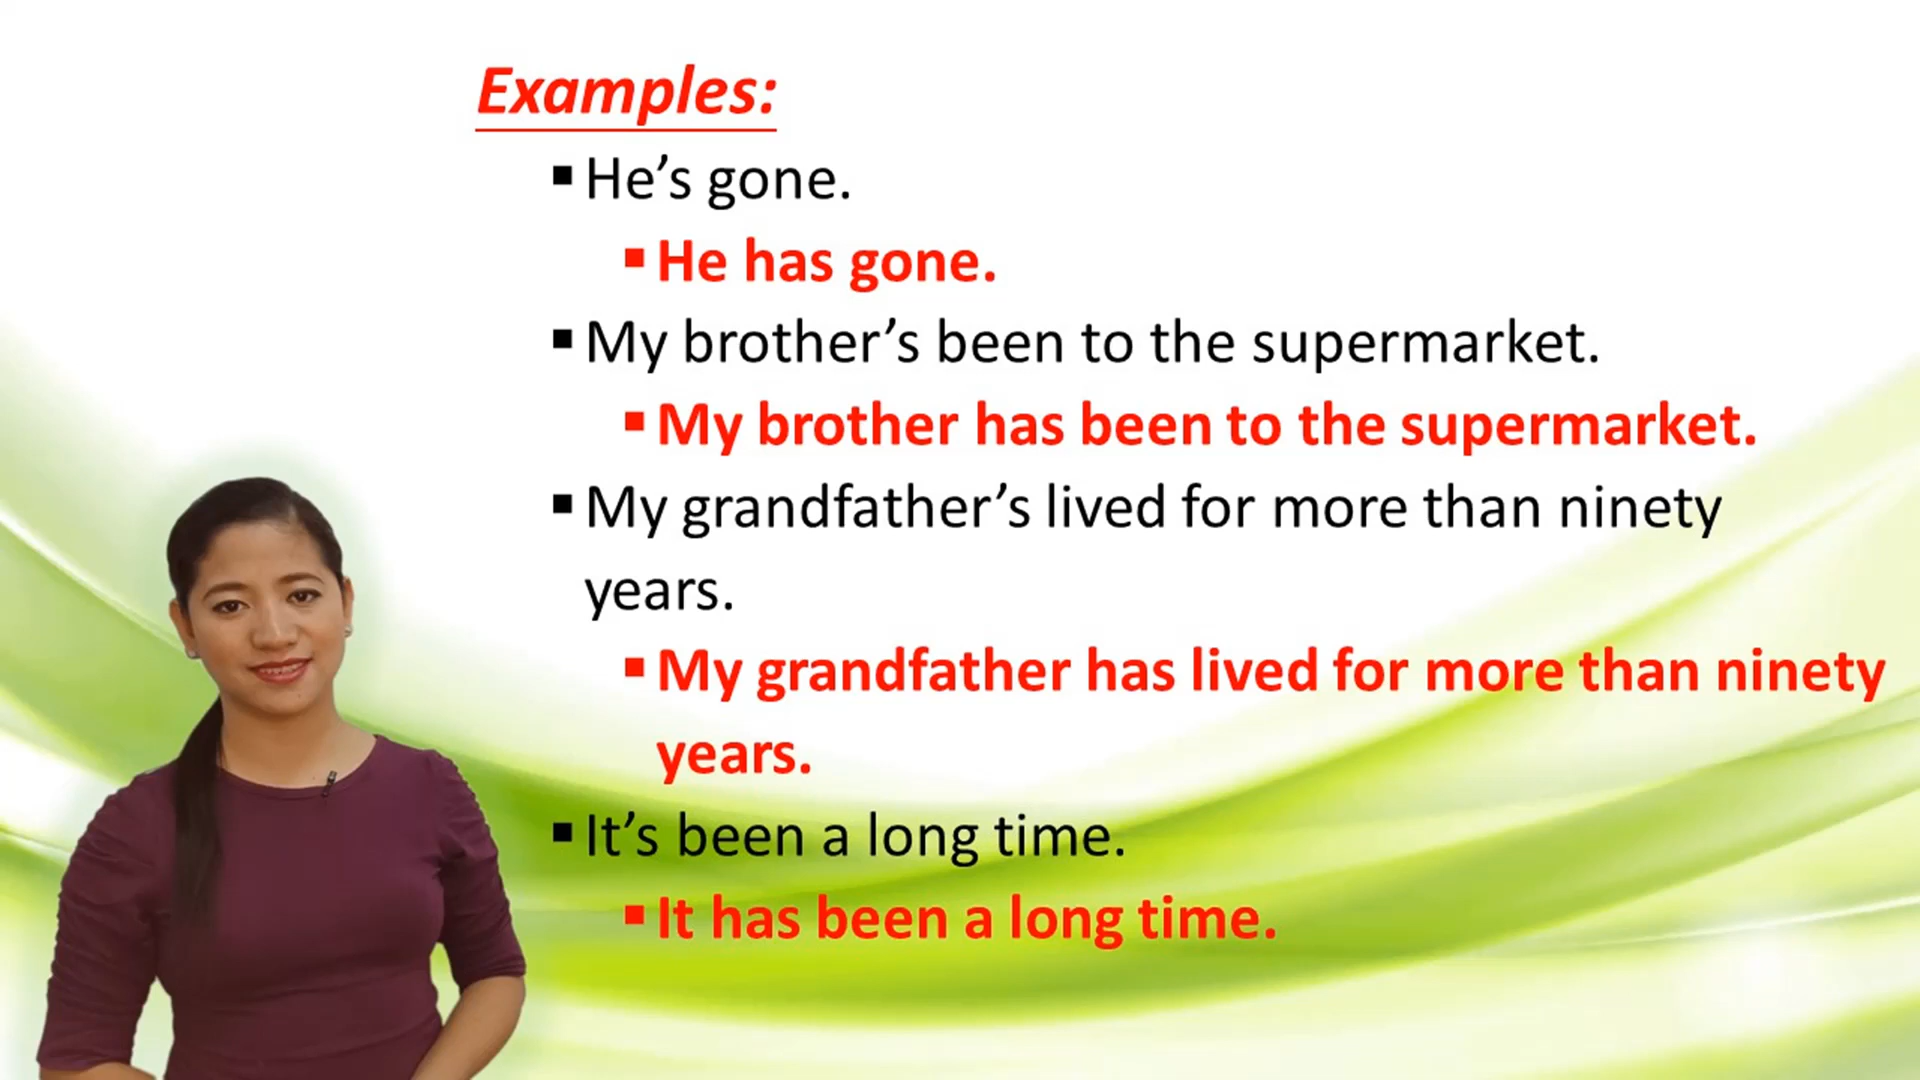 Examples:
▪He’s gone.
▪He has gone.
▪My brother’s been to the supermarket.
▪My brother has been to the supermarket.
▪My grandfather’s lived for more than ninety
years.
▪My grandfather has lived for more than ninety
years.
▪It’s been a long time.
▪It has been a long time.